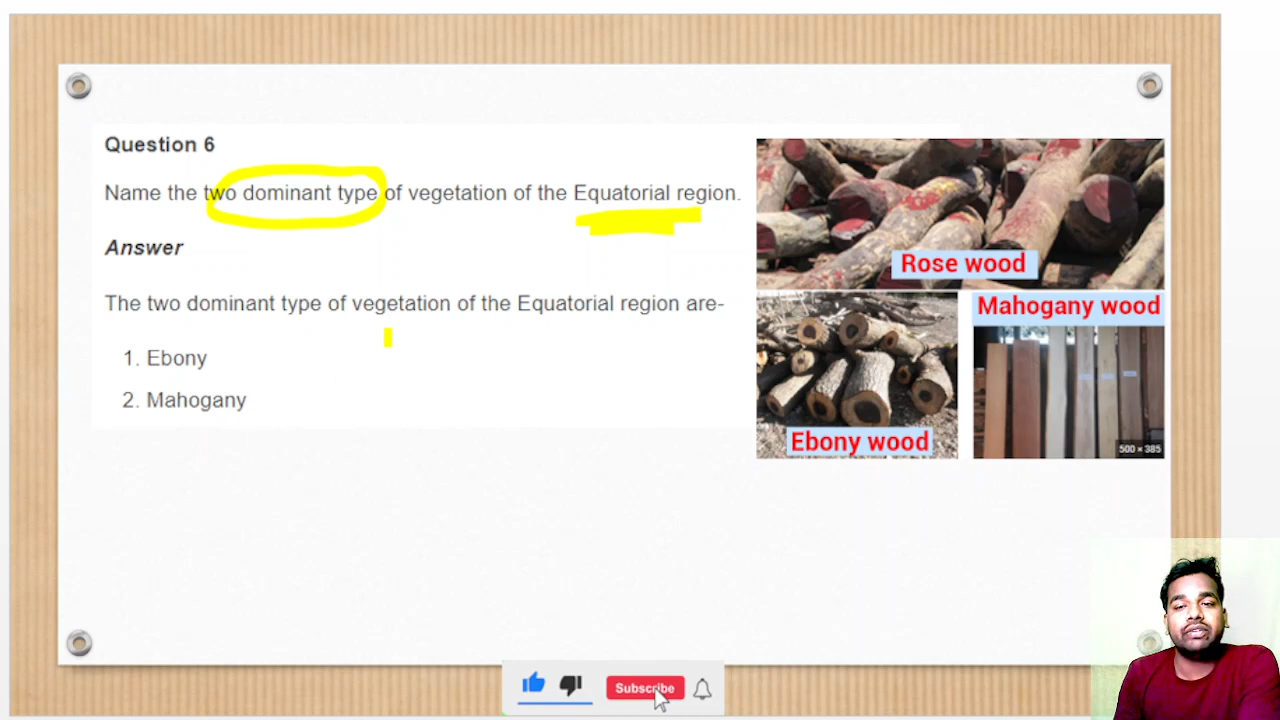 Question 6
Name the two dominant type of vegetation of the Equatorial region.
Answer
The two dominant type of vegetation of the Equatorial region are-
1. Ebony
2. Mahogany
Rose wood
Mahogany wood
Ebony wood
500 × 385
Subscribe